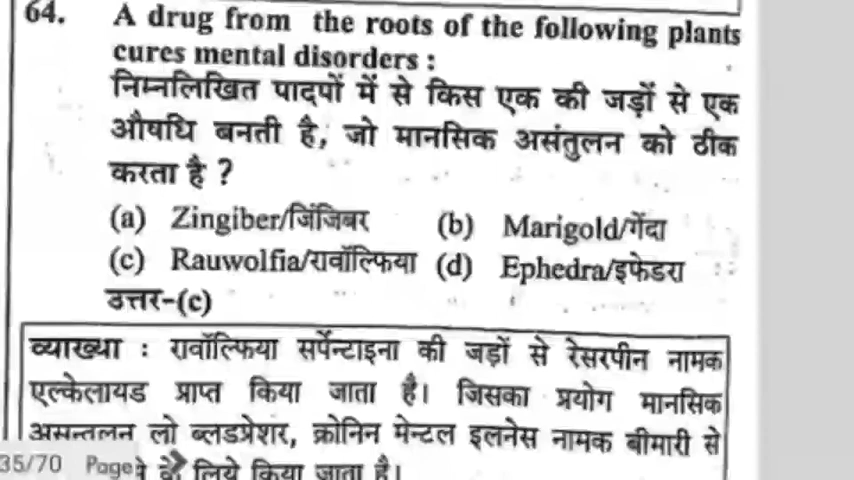 64. A drug from the roots of the following plants
cures mental disorders :
निम्नलिखित पादपों में से किस एक की जड़ों से एक
औषधि बनती है, जो मानसिक असंतुलन को ठीक
करता है ?
(a) Zingiber/जिंजिबर (b) Marigold/गेंदा
(c) Rauwolfia/रावॉल्फिया (d) Ephedra/इफेडरा
उत्तर-(c)
व्याख्या : रावॉल्फिया सर्पेन्टाइना की जड़ों से रेसरपीन नामक
एल्केलायड प्राप्त किया जाता है। जिसका प्रयोग मानसिक
असन्तलन लो ब्लडप्रेशर, क्रोनिन मेन्टल इलनेस नामक बीमारी से
35/70 Page के लिये किया जाता है।